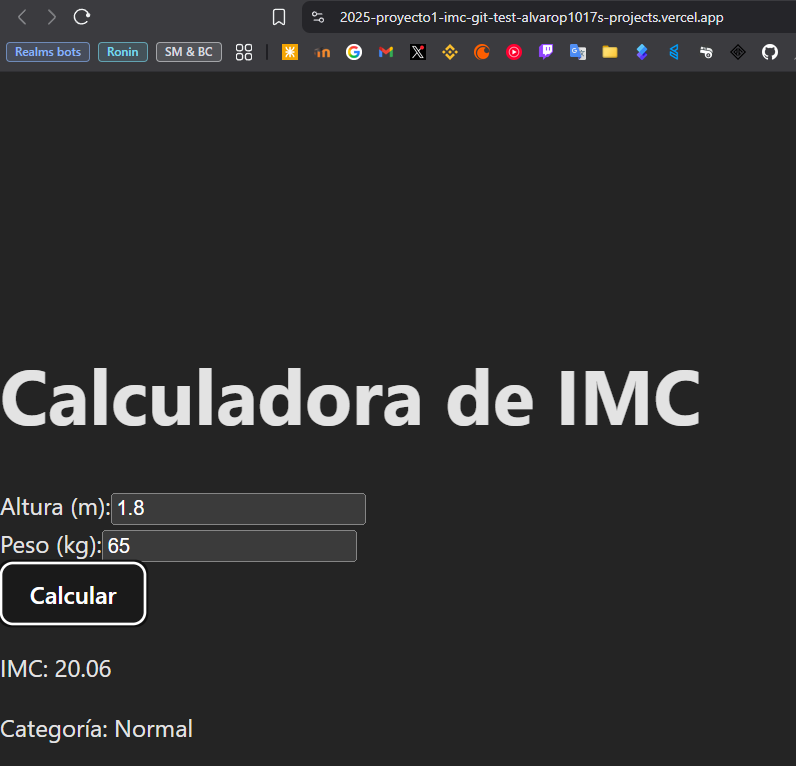 2025-proyecto1-imc-git-test-alvarop1017s-projects.vercel.app
Realms bots Ronin SM & BC
Calculadora de IMC
Altura (m): 1.8
Peso (kg): 65
Calcular
IMC: 20.06
Categoría: Normal